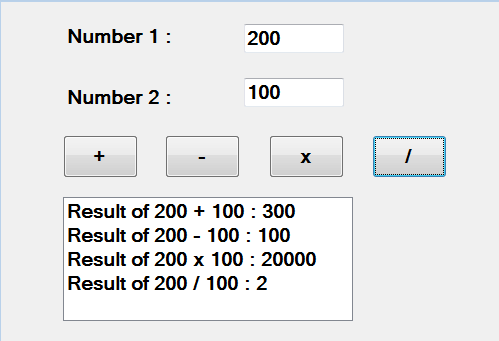 Number 1 : 200
Number 2 : 100
+ - x /
Result of 200 + 100 : 300
Result of 200 - 100 : 100
Result of 200 x 100 : 20000
Result of 200 / 100 : 2